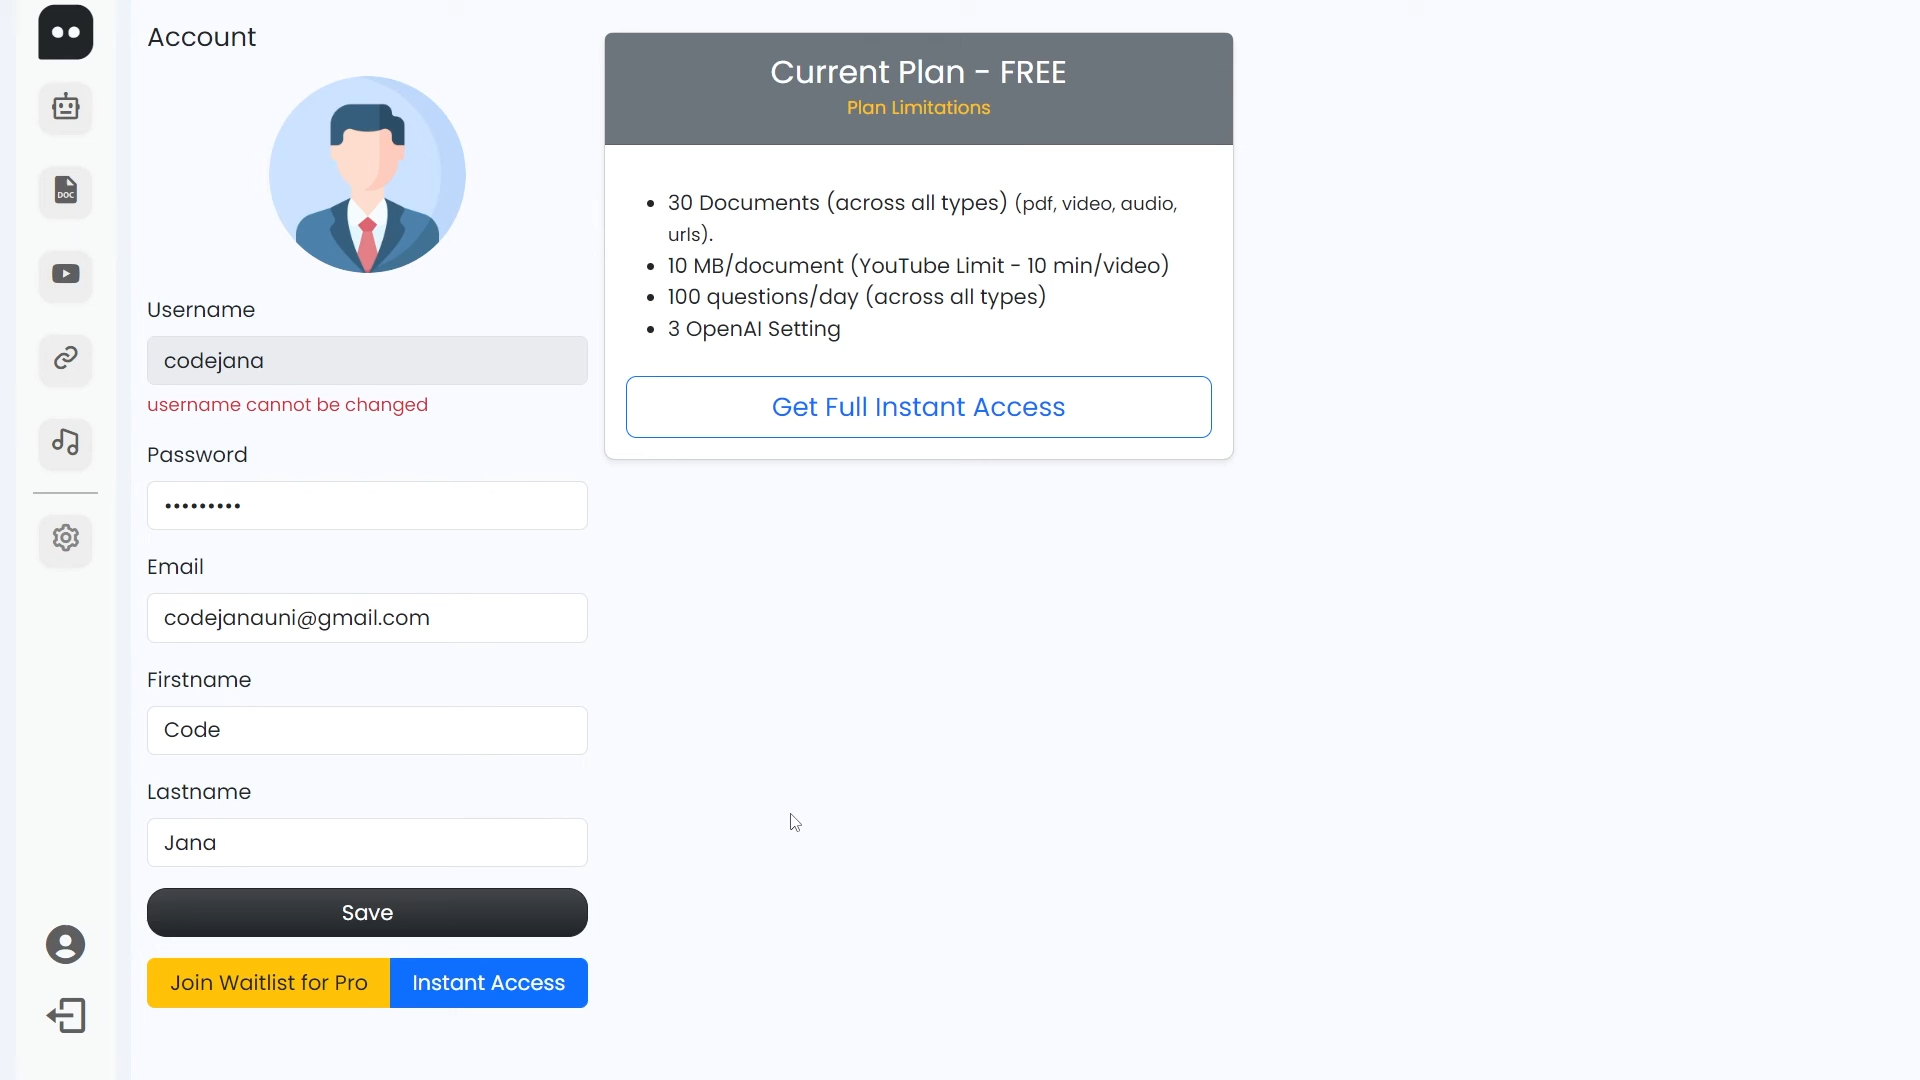 Account
Username
codejana
username cannot be changed
Password
•••••••••
Email
codejanauni@gmail.com
Firstname
Code
Lastname
Jana
Save
Join Waitlist for Pro
Instant Access
Current Plan - FREE
Plan Limitations
• 30 Documents (across all types) (pdf, video, audio,
urls).
• 10 MB/document (YouTube Limit - 10 min/video)
• 100 questions/day (across all types)
• 3 OpenAI Setting
Get Full Instant Access
DOC